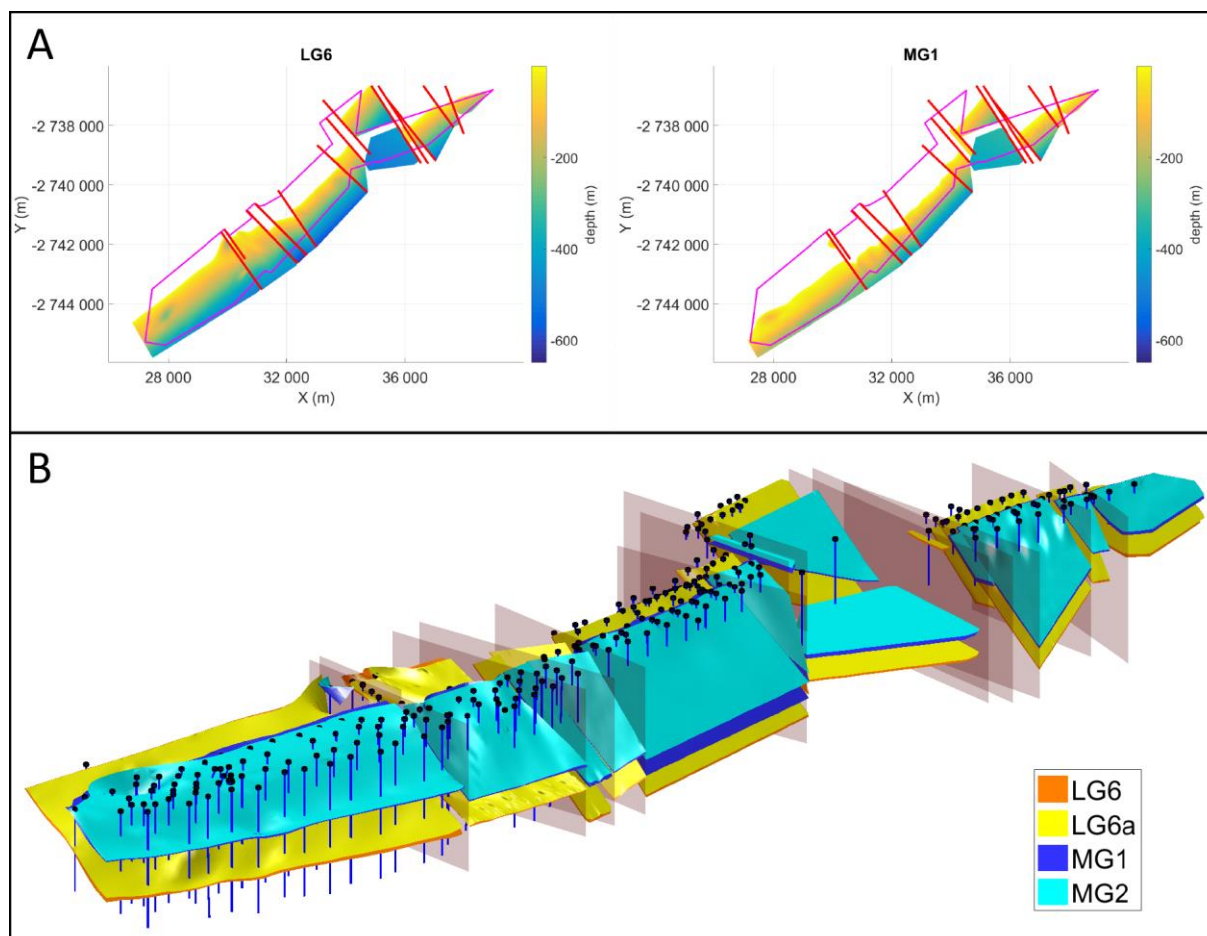 A
LG6
MG1
-2 738 000
-2 740 000
-2 742 000
-2 744 000
Y (m)
28 000
32 000
36 000
X (m)
-200
-400
-600
depth (m)
-2 738 000
-2 740 000
-2 742 000
-2 744 000
Y (m)
28 000
32 000
36 000
X (m)
-200
-400
-600
depth (m)
B
LG6
LG6a
MG1
MG2